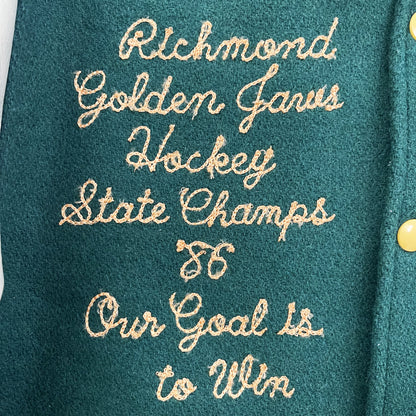 Richmond
Golden Jaws
Hockey
State Champs
86
Our Goal is
to Win